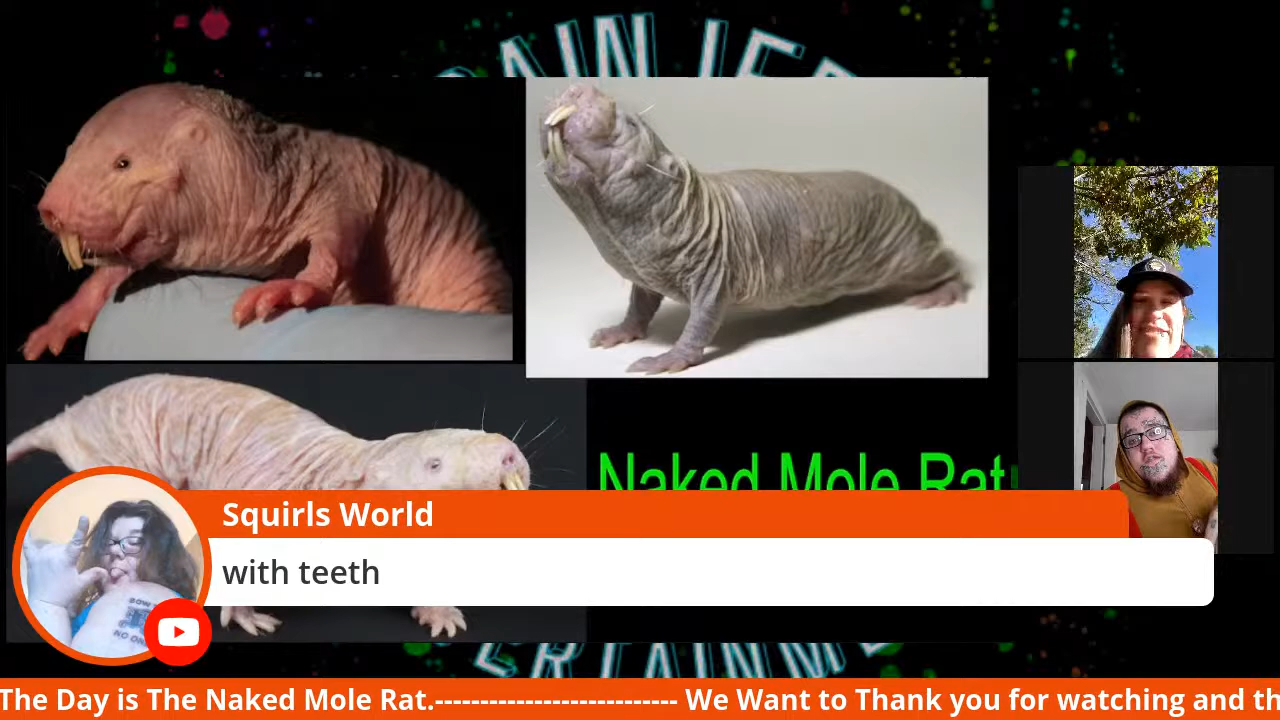 Naked Mole Rat
Squirls World
with teeth
The Day is The Naked Mole Rat.-------------------------- We Want to Thank you for watching and th